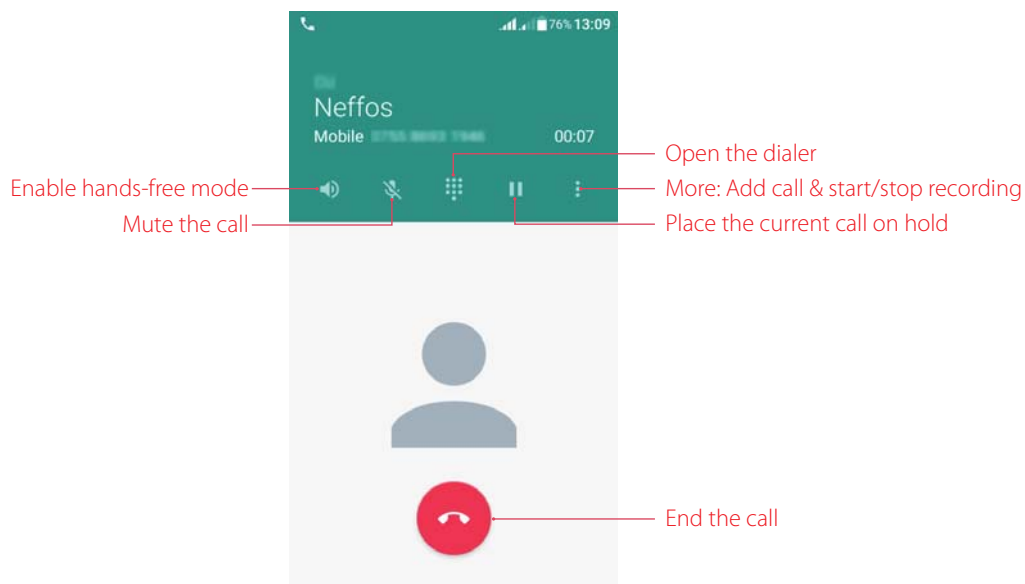 76% 13:09
Neffos
Mobile 00:07
Open the dialer
Enable hands-free mode
More: Add call & start/stop recording
Mute the call
Place the current call on hold
End the call